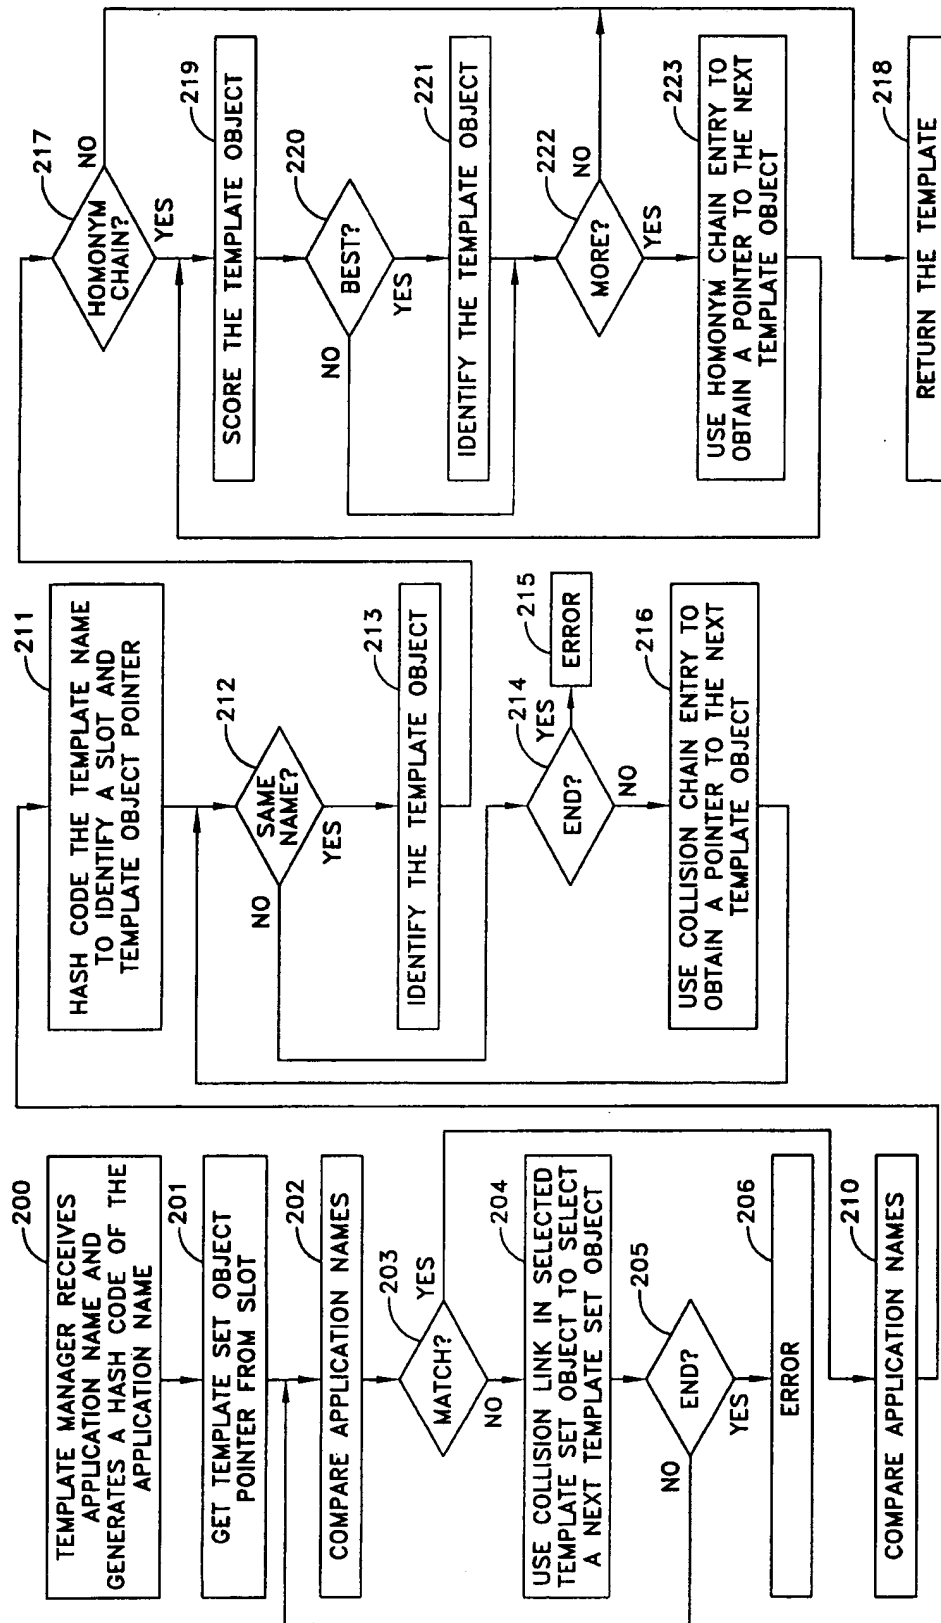 200
TEMPLATE MANAGER RECEIVES
APPLICATION NAME AND
GENERATES A HASH CODE OF THE
APPLICATION NAME
201
GET TEMPLATE SET OBJECT
POINTER FROM SLOT
202
COMPARE APPLICATION NAMES
203
MATCH?
YES
NO
204
USE COLLISION LINK IN SELECTED
TEMPLATE SET OBJECT TO SELECT
A NEXT TEMPLATE SET OBJECT
205
END?
NO
YES
206
ERROR
210
COMPARE APPLICATION NAMES
211
HASH CODE THE TEMPLATE NAME
TO IDENTIFY A SLOT AND
TEMPLATE OBJECT POINTER
212
SAME
NAME?
NO
YES
213
IDENTIFY THE TEMPLATE OBJECT
214
END?
YES
215
ERROR
NO
216
USE COLLISION CHAIN ENTRY TO
OBTAIN A POINTER TO THE NEXT
TEMPLATE OBJECT
217
HOMONYM
CHAIN?
NO
YES
219
SCORE THE TEMPLATE OBJECT
220
BEST?
NO
YES
221
IDENTIFY THE TEMPLATE OBJECT
222
MORE?
NO
YES
223
USE HOMONYM CHAIN ENTRY TO
OBTAIN A POINTER TO THE NEXT
TEMPLATE OBJECT
218
RETURN THE TEMPLATE